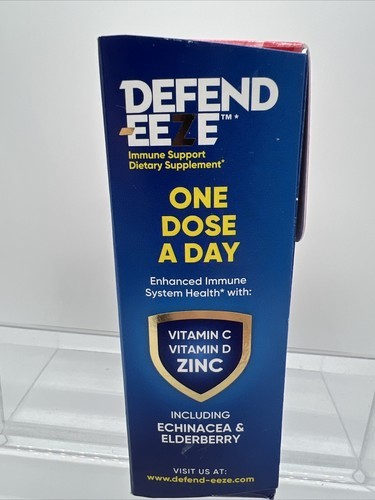 DEFEND
-EEZE™*
Immune Support
Dietary Supplement*
ONE
DOSE
A DAY
Enhanced Immune
System Health* with:
VITAMIN C
VITAMIN D
ZINC
INCLUDING
ECHINACEA &
ELDERBERRY
VISIT US AT:
www.defend-eeze.com